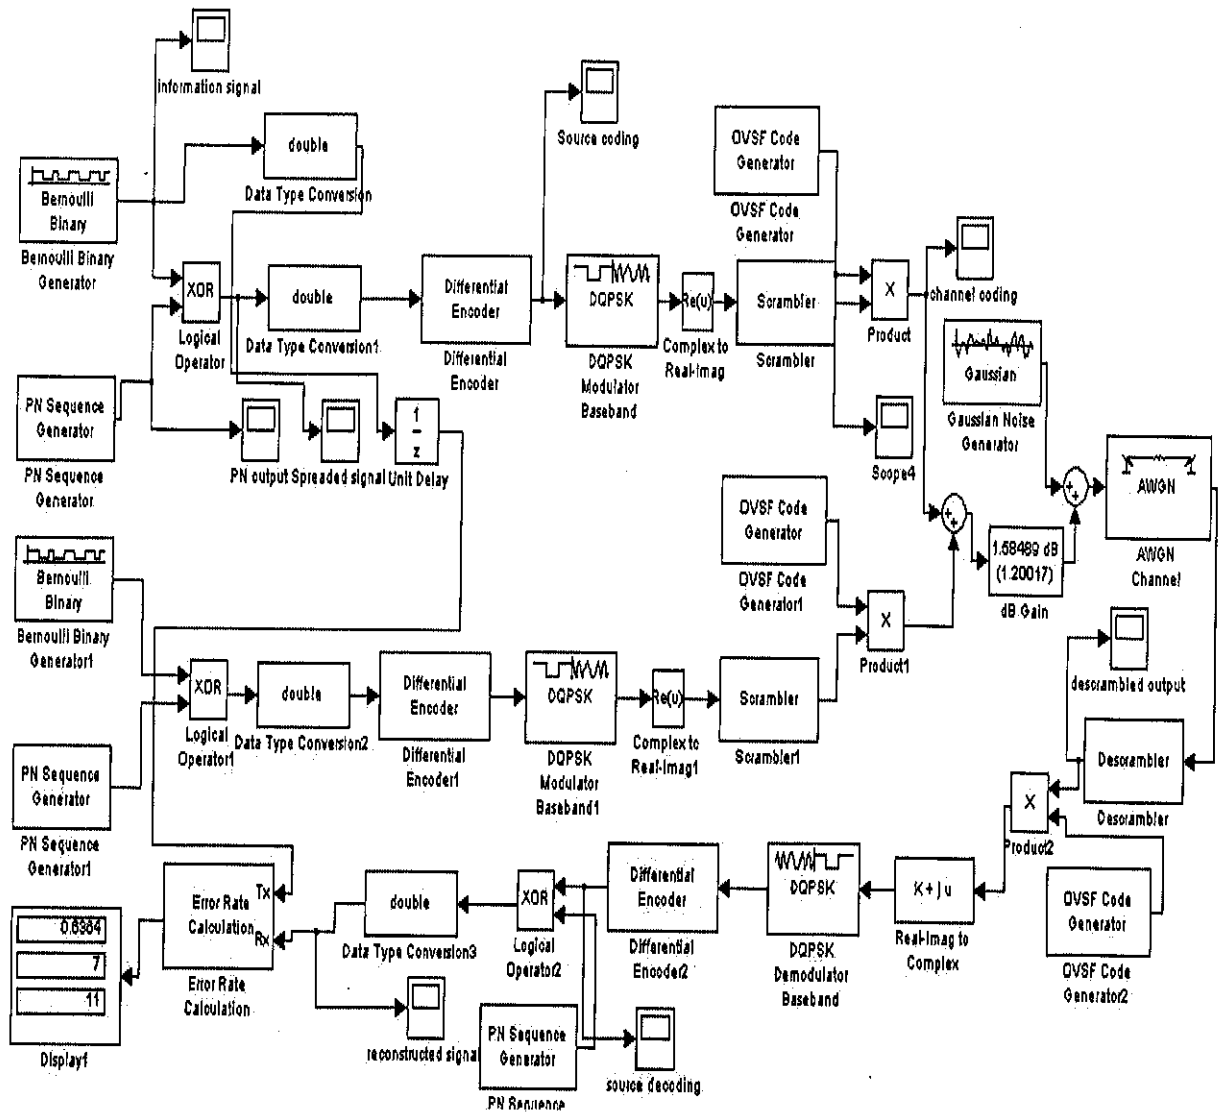 information signal
double
Data Type Conversion
Bernoulli
Binary
Bernoulli Binary
Generator
Source coding
OVSF Code
Generator
OVSF Code
Generator
XOR
Logical
Operator
double
Data Type Conversion1
Differential
Encoder
Differential
Encoder
DQPSK
DQPSK
Modulator
Baseband
Re(u)
Complex to
Real-Imag
Scrambler
Scrambler
X
Product
channel coding
Gaussian
Gaussian Noise
Generator
PN Sequence
Generator
PN Sequence
Generator
PN output
Spreaded signal
1
z
Unit Delay
Scope4
AWGN
AWGN
Channel
OVSF Code
Generator
OVSF Code
Generator1
1.58489 dB
(1.20017)
dB Gain
Bernoulli
Binary
Bernoulli Binary
Generator1
X
Product1
XOR
Logical
Operator1
double
Data Type Conversion2
Differential
Encoder
Differential
Encoder1
DQPSK
DQPSK
Modulator
Baseband1
Re(u)
Complex to
Real-Imag1
Scrambler
Scrambler1
descrambled output
Descrambler
Descrambler
PN Sequence
Generator
PN Sequence
Generator1
X
Product2
Tx
Rx
Error Rate
Calculation
Error Rate
Calculation
double
Data Type Conversion3
XOR
Logical
Operator2
Differential
Encoder
Differential
Encoder2
DQPSK
DQPSK
Demodulator
Baseband
K + j u
Real-Imag to
Complex
OVSF Code
Generator
OVSF Code
Generator2
0.6364
7
11
Display1
reconstructed signal
PN Sequence
Generator
PN Sequence
source decoding